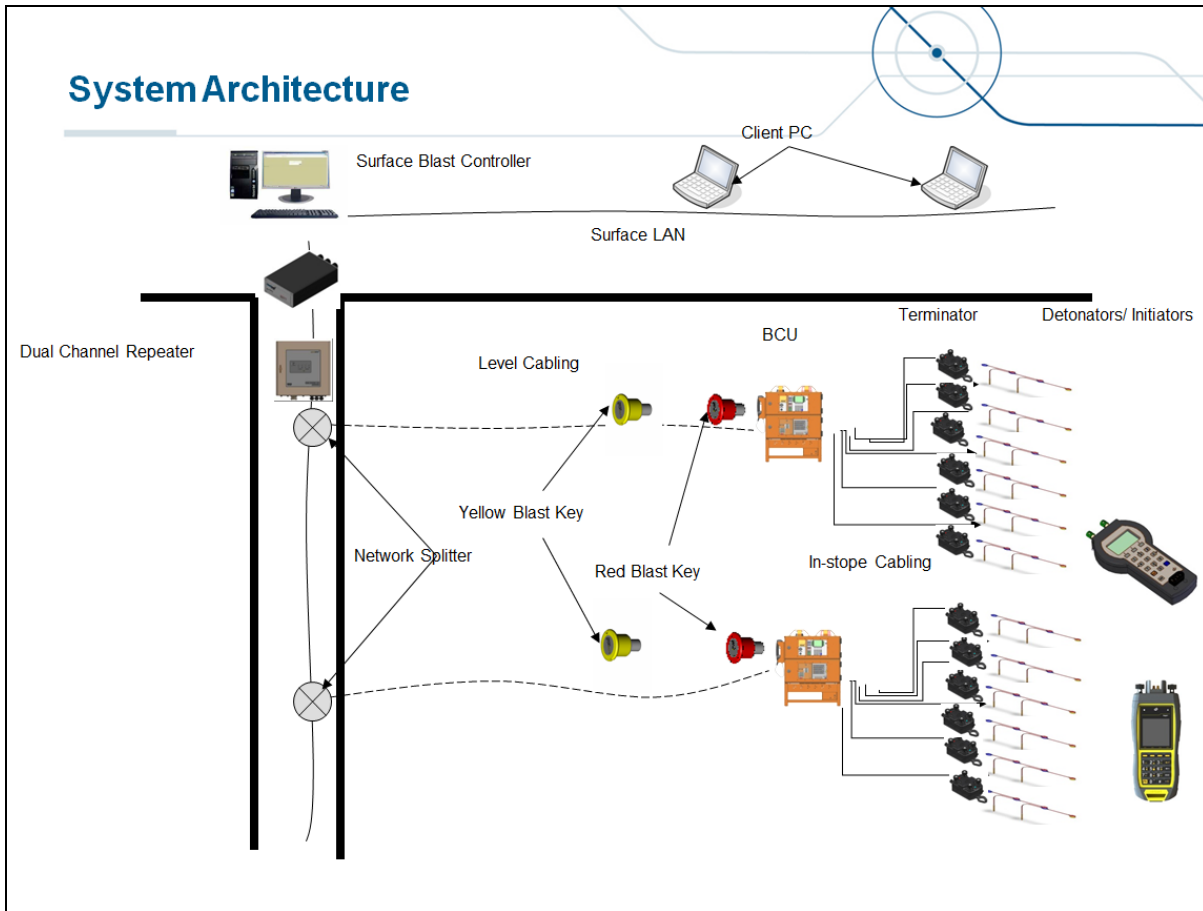 System Architecture
Client PC
Surface Blast Controller
Surface LAN
Terminator
Detonators/ Initiators
Dual Channel Repeater
BCU
Level Cabling
Yellow Blast Key
Network Splitter
In-stope Cabling
Red Blast Key